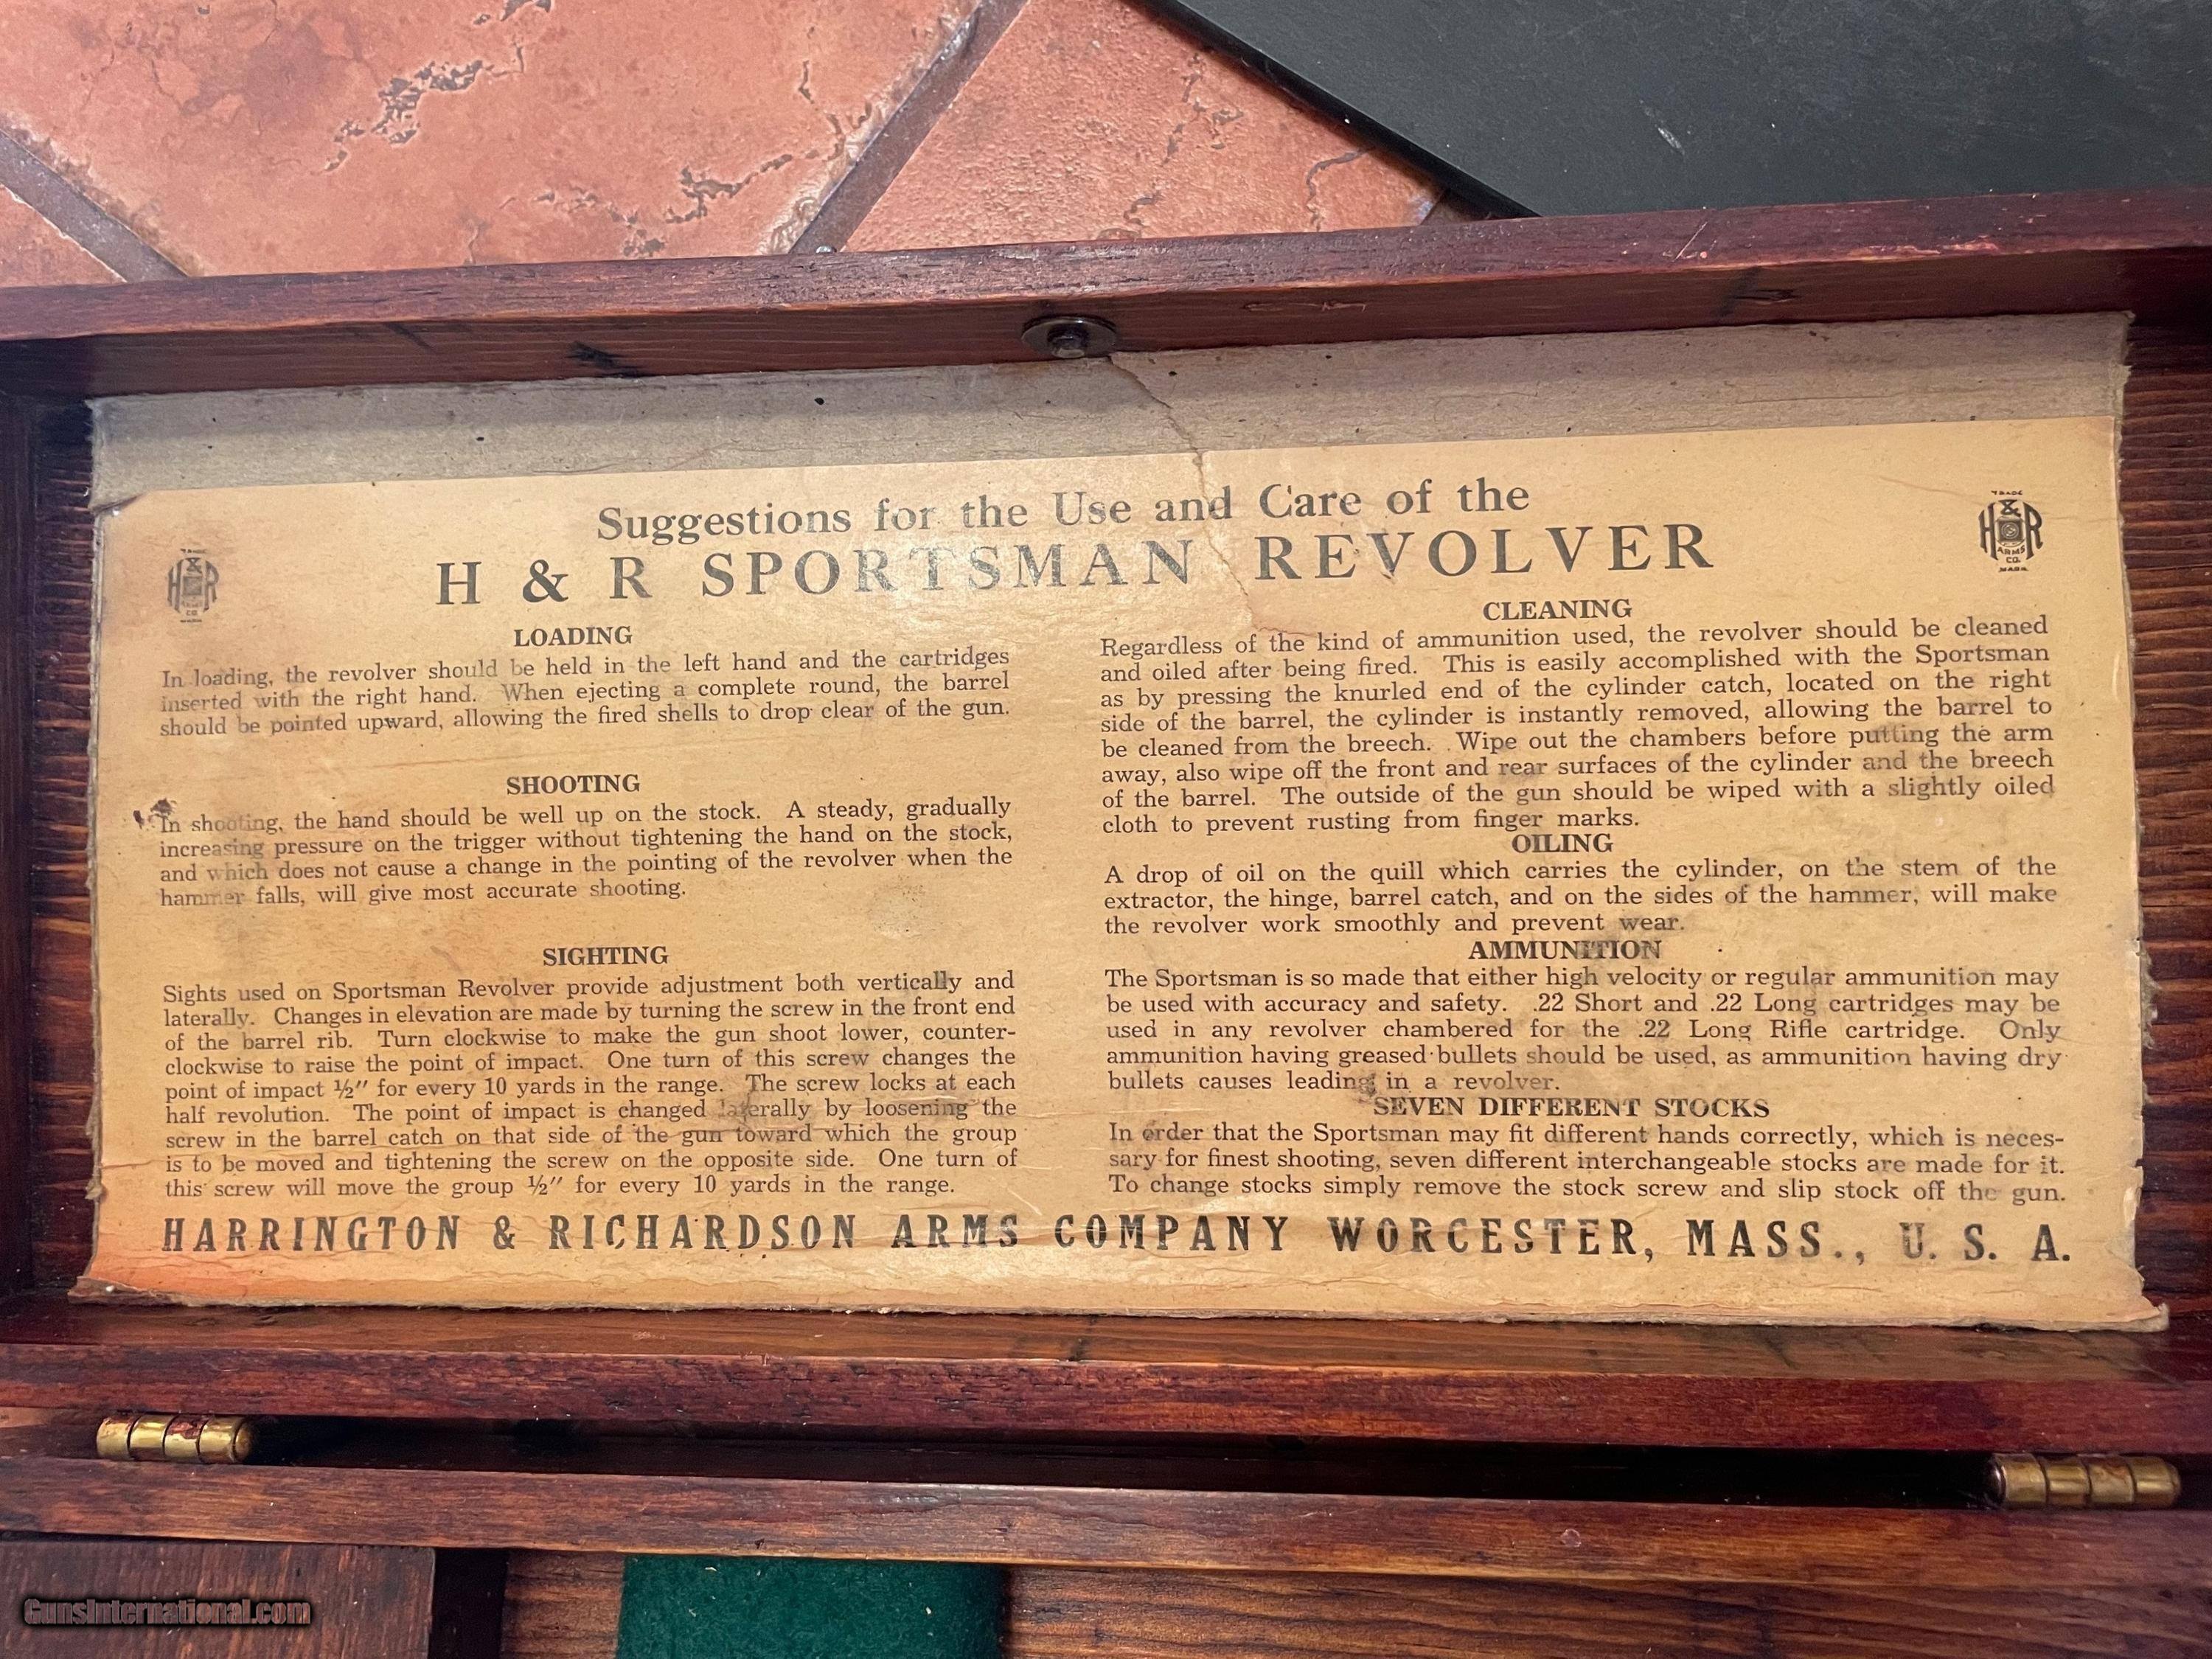 Suggestions for the Use and Care of the
H & R SPORTSMAN REVOLVER
TRADE
H & R
ARMS
CO.
MARK
TRADE
H & R
ARMS
CO.
MARK
LOADING
In loading, the revolver should be held in the left hand and the cartridges
inserted with the right hand. When ejecting a complete round, the barrel
should be pointed upward, allowing the fired shells to drop clear of the gun.
SHOOTING
In shooting, the hand should be well up on the stock. A steady, gradually
increasing pressure on the trigger without tightening the hand on the stock,
and which does not cause a change in the pointing of the revolver when the
hammer falls, will give most accurate shooting.
SIGHTING
Sights used on Sportsman Revolver provide adjustment both vertically and
laterally. Changes in elevation are made by turning the screw in the front end
of the barrel rib. Turn clockwise to make the gun shoot lower, counter-
clockwise to raise the point of impact. One turn of this screw changes the
point of impact ½″ for every 10 yards in the range. The screw locks at each
half revolution. The point of impact is changed laterally by loosening the
screw in the barrel catch on that side of the gun toward which the group
is to be moved and tightening the screw on the opposite side. One turn of
this screw will move the group ½″ for every 10 yards in the range.
CLEANING
Regardless of the kind of ammunition used, the revolver should be cleaned
and oiled after being fired. This is easily accomplished with the Sportsman
as by pressing the knurled end of the cylinder catch, located on the right
side of the barrel, the cylinder is instantly removed, allowing the barrel to
be cleaned from the breech. Wipe out the chambers before putting the arm
away, also wipe off the front and rear surfaces of the cylinder and the breech
of the barrel. The outside of the gun should be wiped with a slightly oiled
cloth to prevent rusting from finger marks.
OILING
A drop of oil on the quill which carries the cylinder, on the stem of the
extractor, the hinge, barrel catch, and on the sides of the hammer, will make
the revolver work smoothly and prevent wear.
AMMUNITION
The Sportsman is so made that either high velocity or regular ammunition may
be used with accuracy and safety. .22 Short and .22 Long cartridges may be
used in any revolver chambered for the .22 Long Rifle cartridge. Only
ammunition having greased bullets should be used, as ammunition having dry
bullets causes leading in a revolver.
SEVEN DIFFERENT STOCKS
In order that the Sportsman may fit different hands correctly, which is neces-
sary for finest shooting, seven different interchangeable stocks are made for it.
To change stocks simply remove the stock screw and slip stock off the gun.
HARRINGTON & RICHARDSON ARMS COMPANY WORCESTER, MASS., U. S. A.
GunsInternational.com